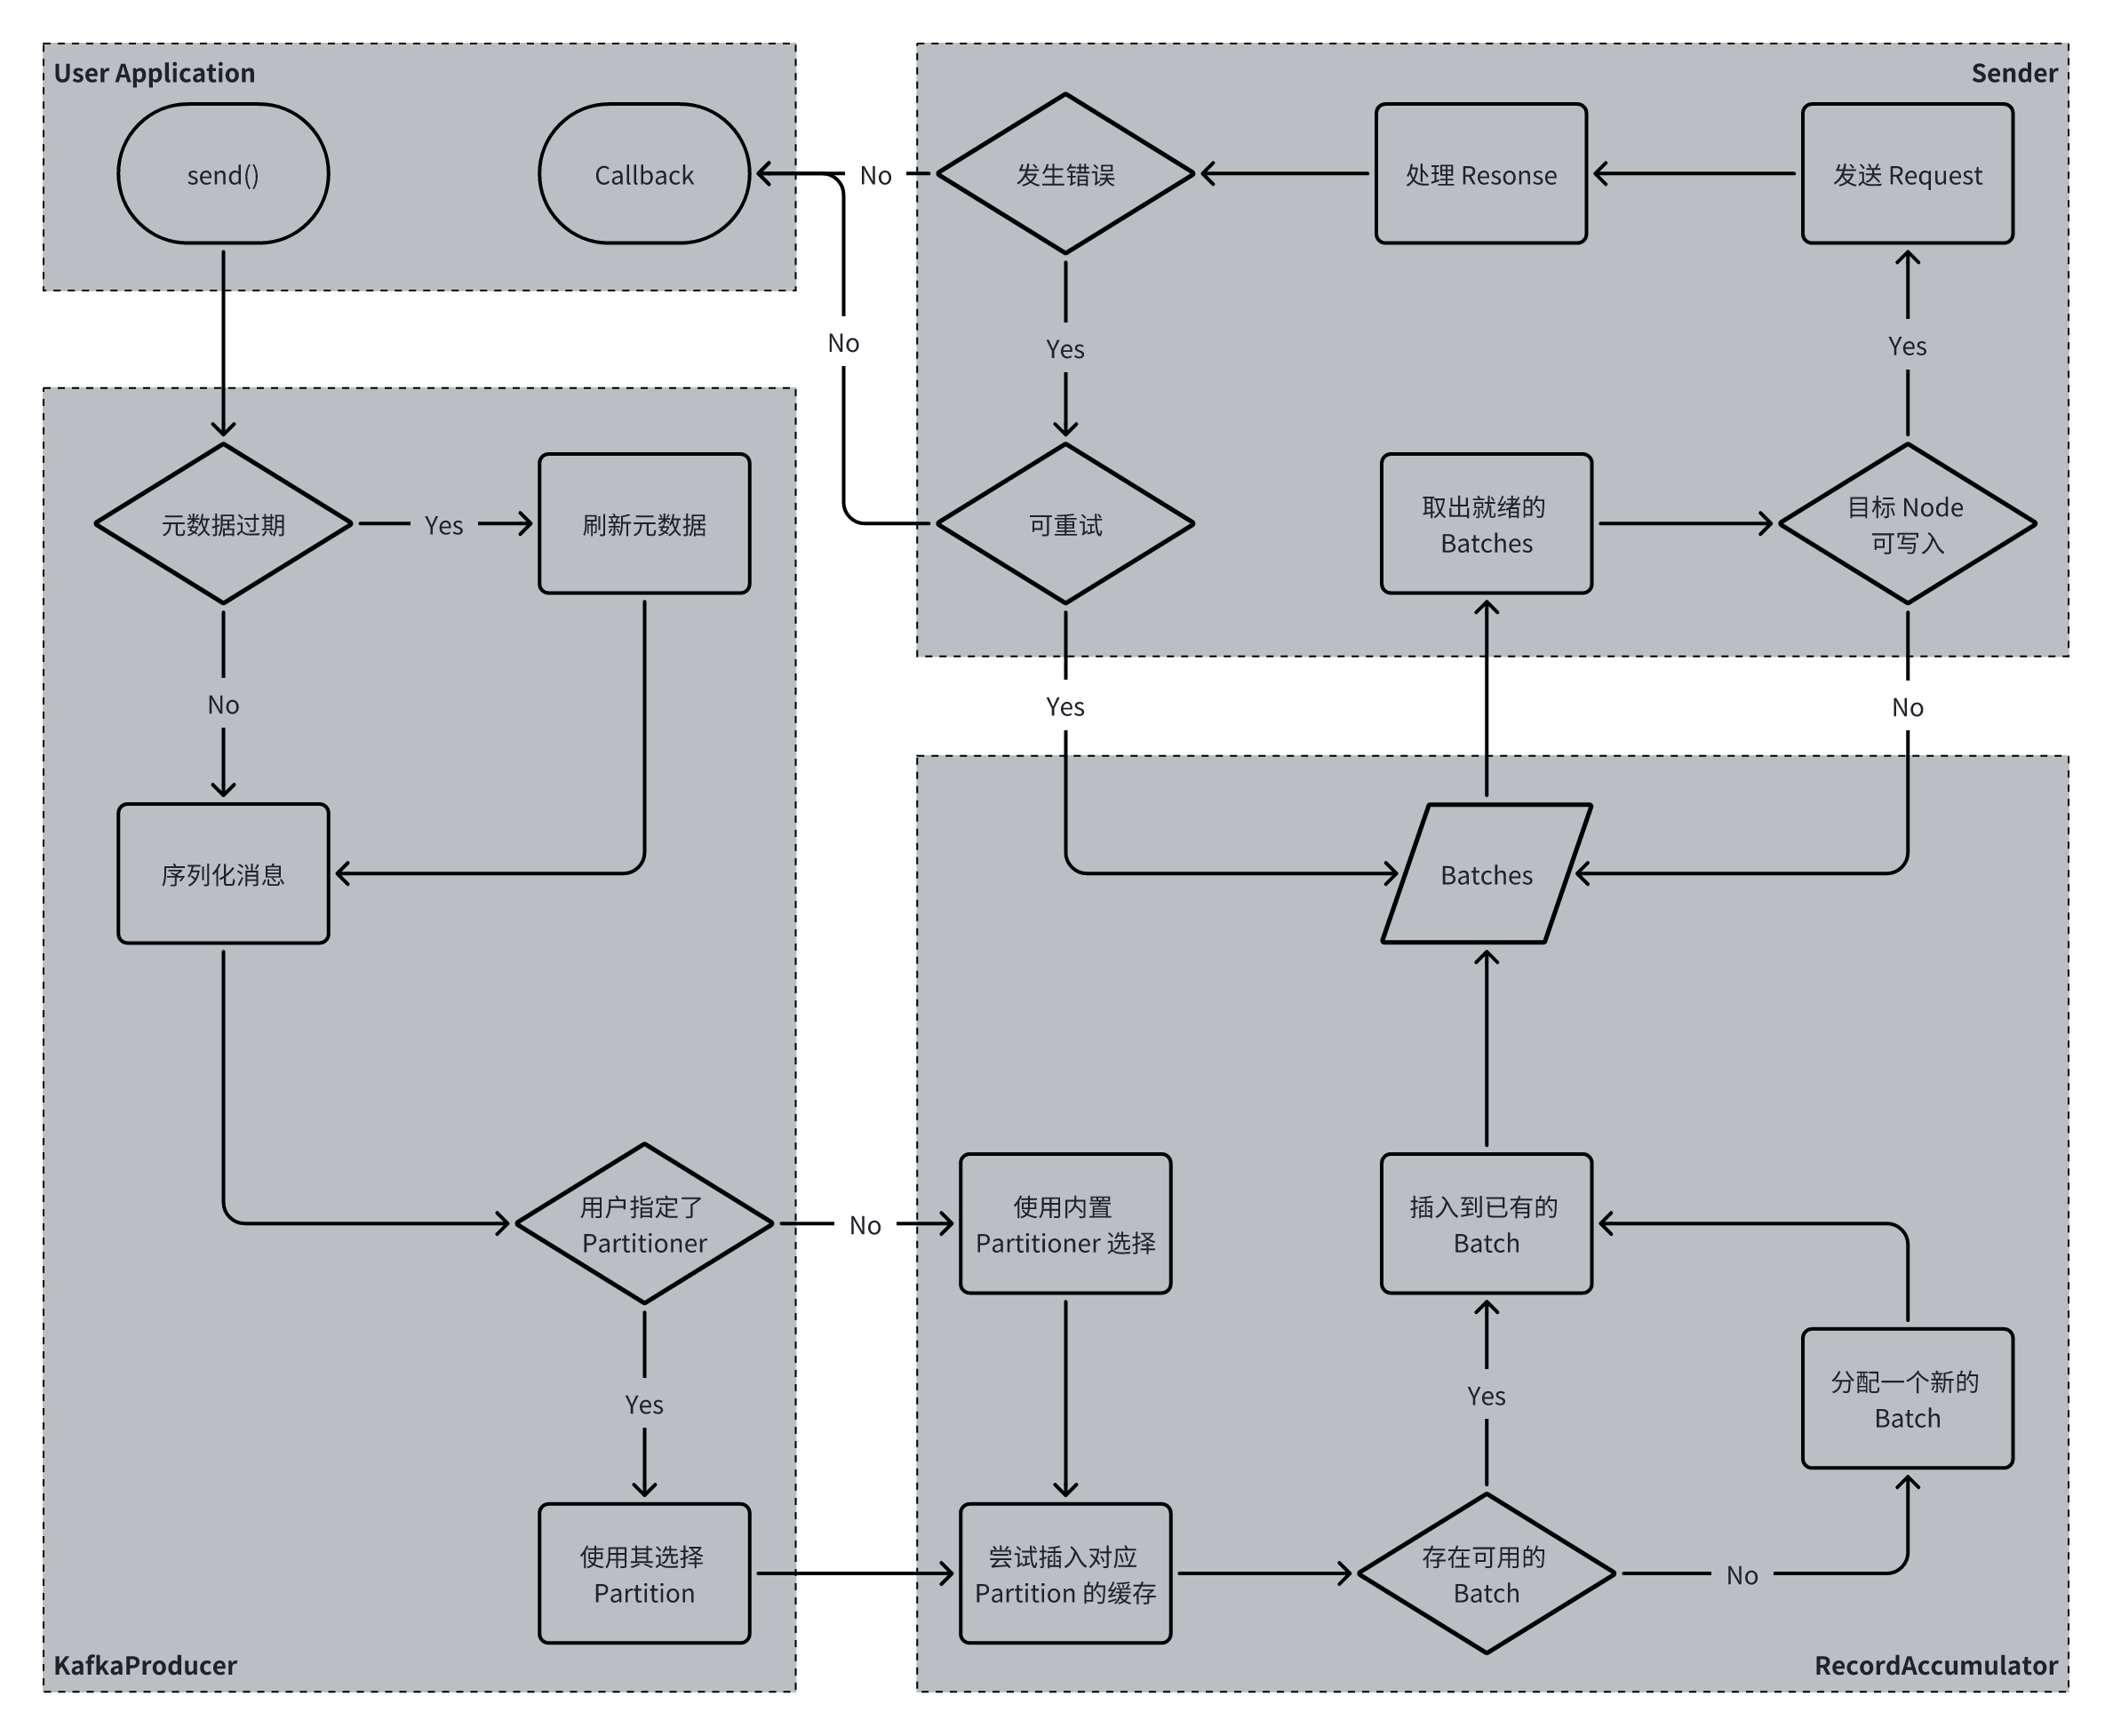 User Application
send()
Callback
Sender
发生错误
处理 Resonse
发送 Request
No
No
Yes
Yes
可重试
取出就绪的
Batches
目标 Node
可写入
元数据过期
Yes
刷新元数据
No
序列化消息
用户指定了
Partitioner
Yes
使用其选择
Partition
KafkaProducer
No
Yes
No
Batches
使用内置
Partitioner 选择
插入到已有的
Batch
分配一个新的
Batch
Yes
尝试插入对应
Partition 的缓存
存在可用的
Batch
No
RecordAccumulator